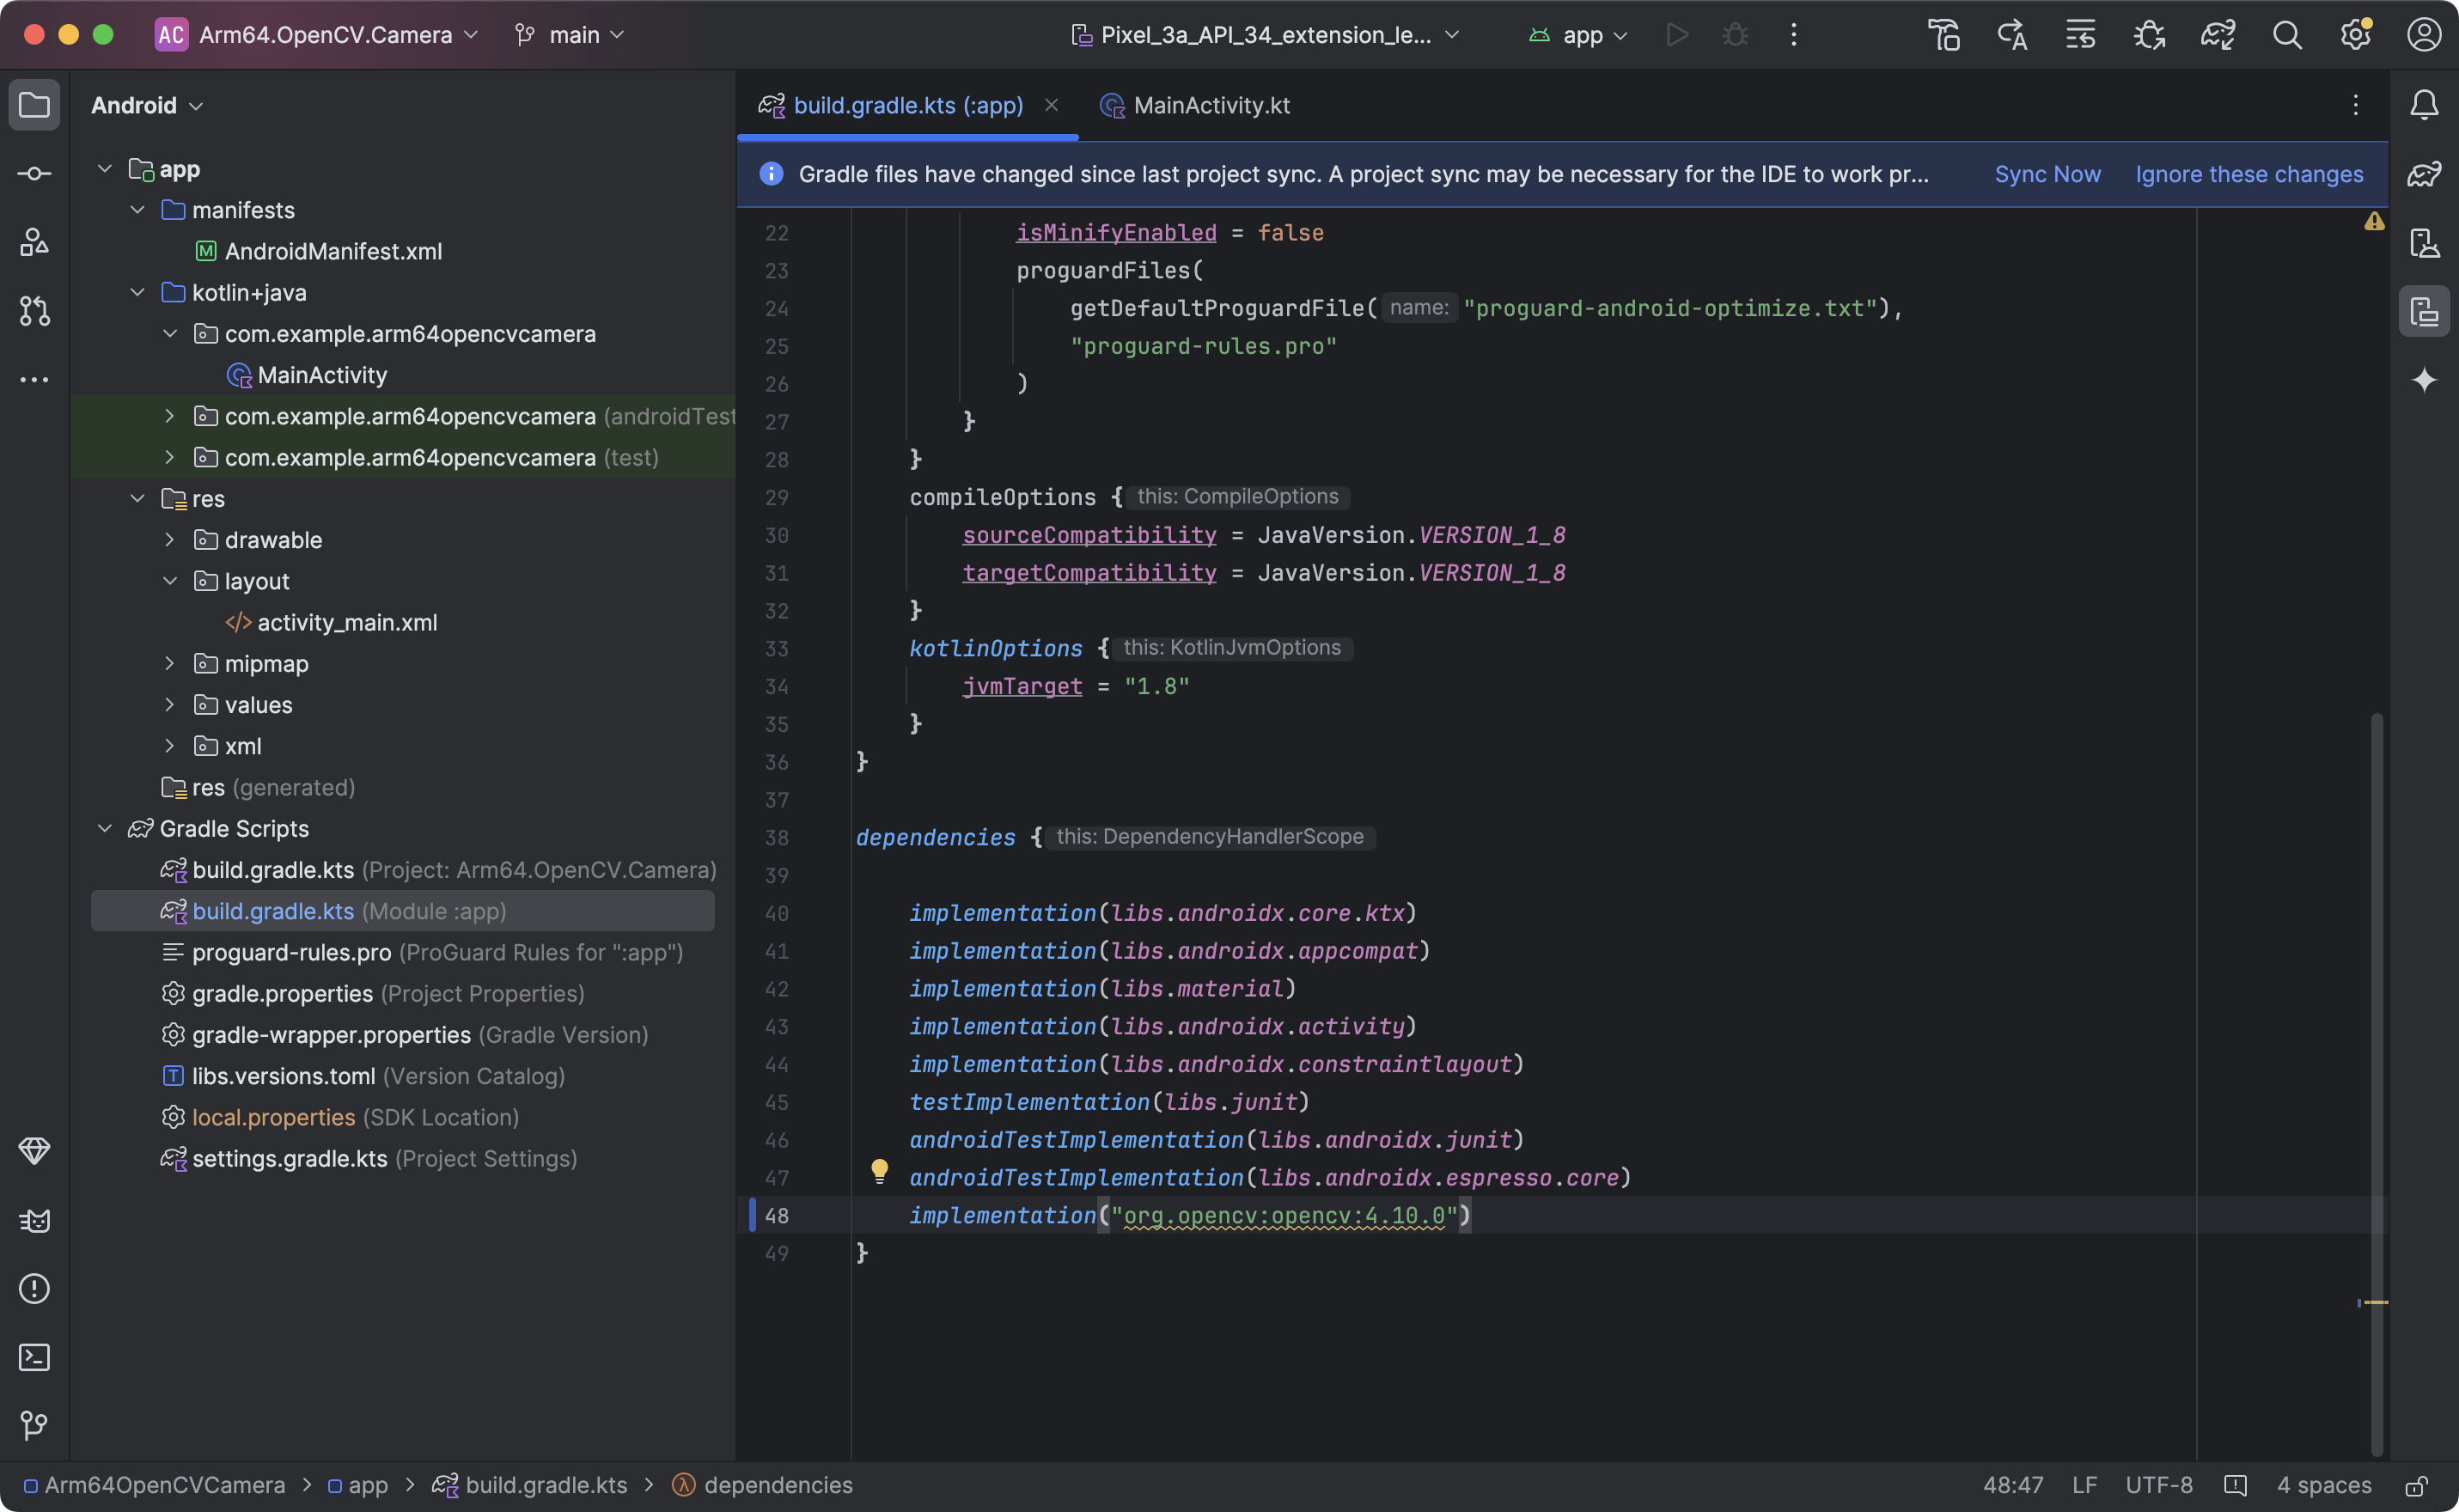 AC Arm64.OpenCV.Camera main Pixel_3a_API_34_extension_le... app
Android
app
manifests
AndroidManifest.xml
kotlin+java
com.example.arm64opencvcamera
MainActivity
com.example.arm64opencvcamera (androidTest
com.example.arm64opencvcamera (test)
res
drawable
layout
activity_main.xml
mipmap
values
xml
res (generated)
Gradle Scripts
build.gradle.kts (Project: Arm64.OpenCV.Camera)
build.gradle.kts (Module :app)
proguard-rules.pro (ProGuard Rules for ":app")
gradle.properties (Project Properties)
gradle-wrapper.properties (Gradle Version)
libs.versions.toml (Version Catalog)
local.properties (SDK Location)
settings.gradle.kts (Project Settings)
build.gradle.kts (:app) MainActivity.kt
Gradle files have changed since last project sync. A project sync may be necessary for the IDE to work pr... Sync Now Ignore these changes
22 isMinifyEnabled = false
23 proguardFiles(
24 getDefaultProguardFile( name: "proguard-android-optimize.txt"),
25 "proguard-rules.pro"
26 )
27 }
28 }
29 compileOptions { this: CompileOptions
30 sourceCompatibility = JavaVersion.VERSION_1_8
31 targetCompatibility = JavaVersion.VERSION_1_8
32 }
33 kotlinOptions { this: KotlinJvmOptions
34 jvmTarget = "1.8"
35 }
36 }
37
38 dependencies { this: DependencyHandlerScope
39
40 implementation(libs.androidx.core.ktx)
41 implementation(libs.androidx.appcompat)
42 implementation(libs.material)
43 implementation(libs.androidx.activity)
44 implementation(libs.androidx.constraintlayout)
45 testImplementation(libs.junit)
46 androidTestImplementation(libs.androidx.junit)
47 androidTestImplementation(libs.androidx.espresso.core)
48 implementation("org.opencv:opencv:4.10.0")
49 }
Arm64OpenCVCamera > app > build.gradle.kts > dependencies 48:47 LF UTF-8 4 spaces